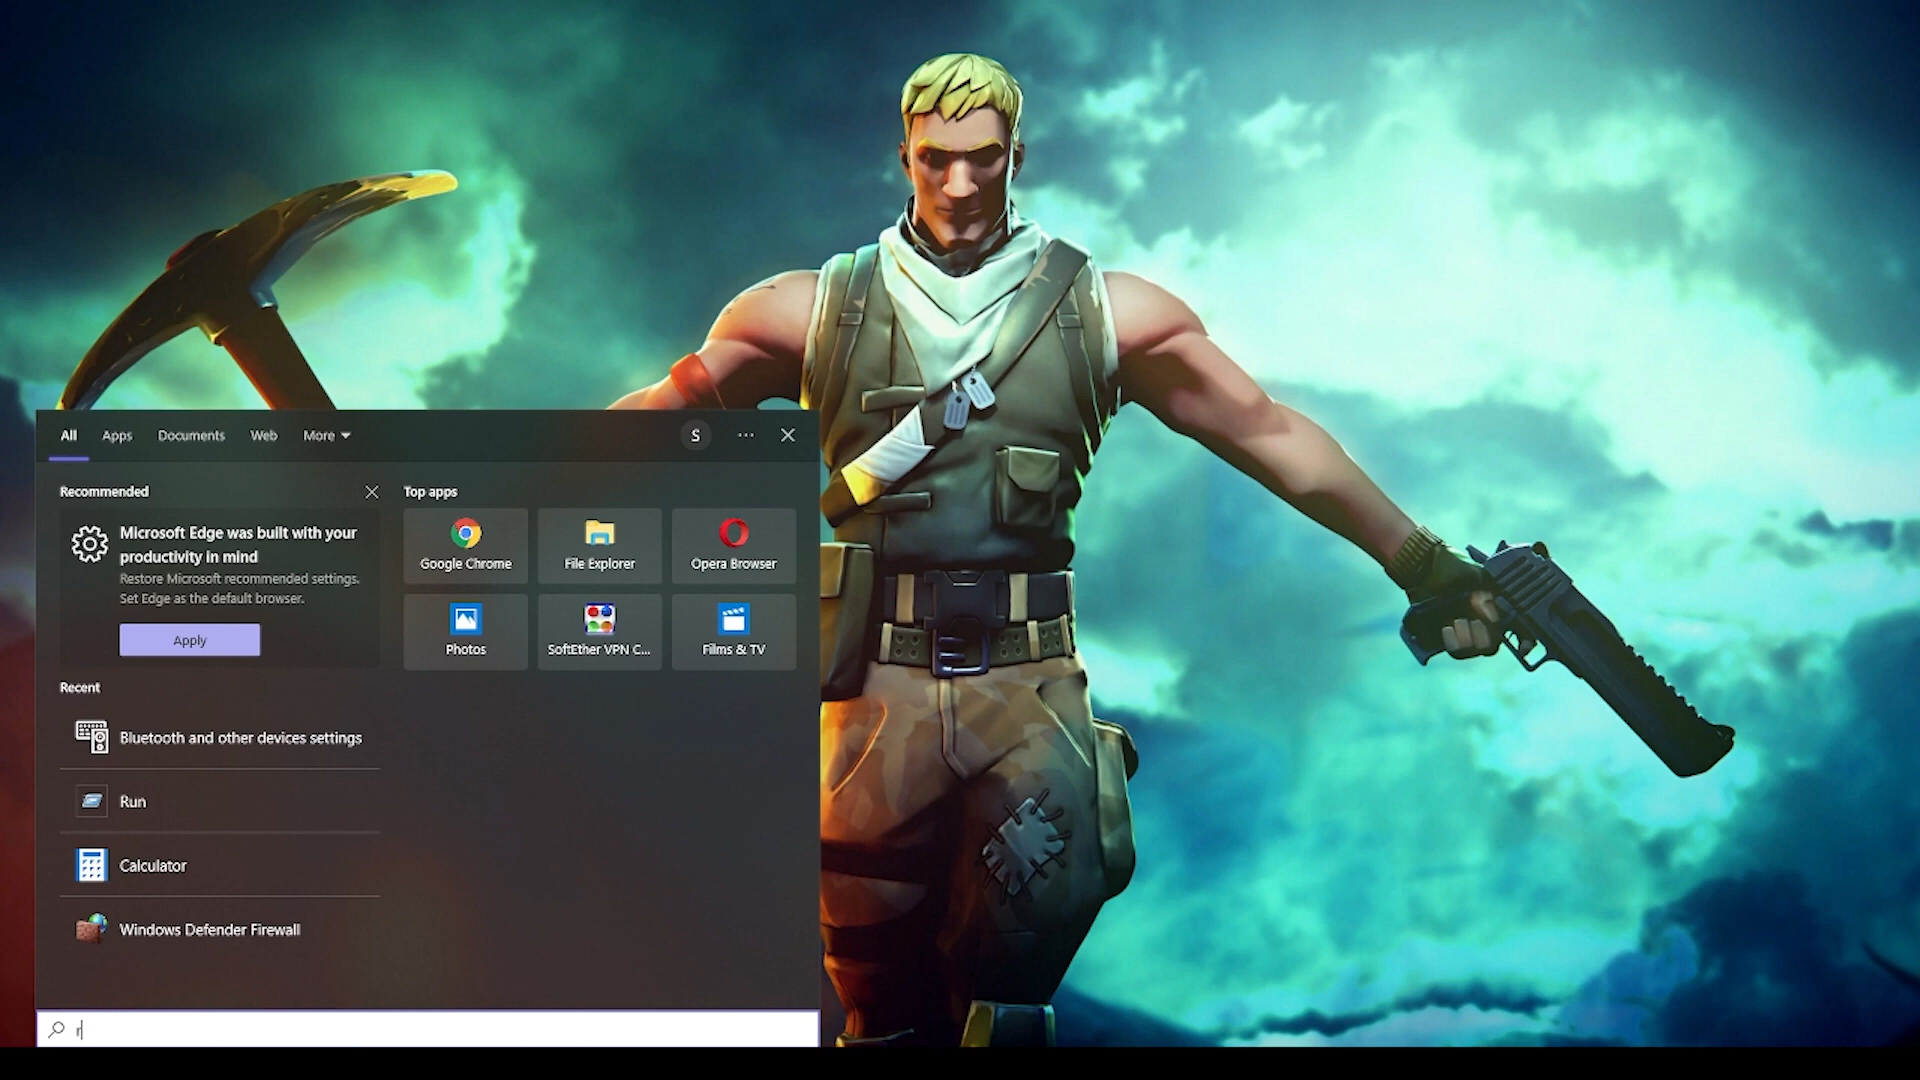 All Apps Documents Web More S
Recommended
Microsoft Edge was built with your
productivity in mind
Restore Microsoft recommended settings.
Set Edge as the default browser.
Apply
Top apps
Google Chrome File Explorer Opera Browser
Photos SoftEther VPN C... Films & TV
Recent
Bluetooth and other devices settings
Run
Calculator
Windows Defender Firewall
r